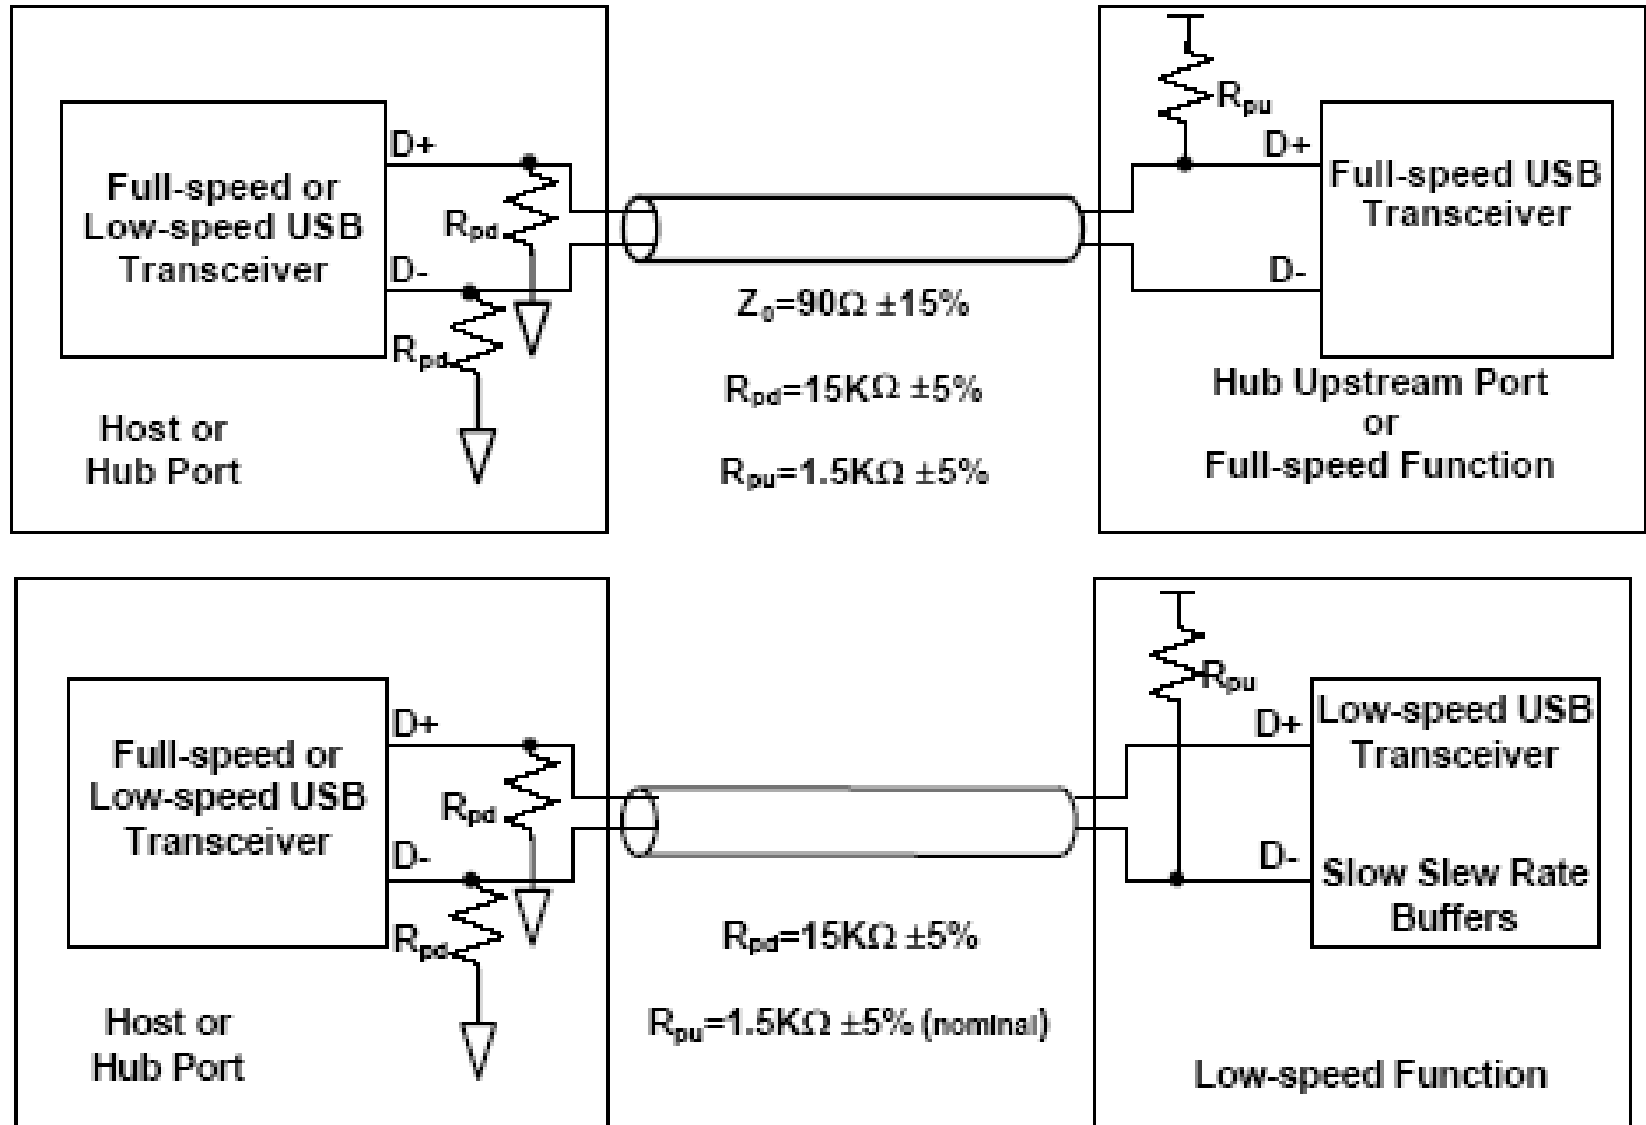 D+
Full-speed or
Low-speed USB
Transceiver
Rpd
D-
Rpd
Host or
Hub Port
Z0=90Ω ±15%
Rpd=15KΩ ±5%
Rpu=1.5KΩ ±5%
Rpu
D+
Full-speed USB
Transceiver
D-
Hub Upstream Port
or
Full-speed Function
D+
Full-speed or
Low-speed USB
Transceiver
Rpd
D-
Rpd
Host or
Hub Port
Rpd=15KΩ ±5%
Rpu=1.5KΩ ±5% (nominal)
Rpu
D+
Low-speed USB
Transceiver
D-
Slow Slew Rate
Buffers
Low-speed Function